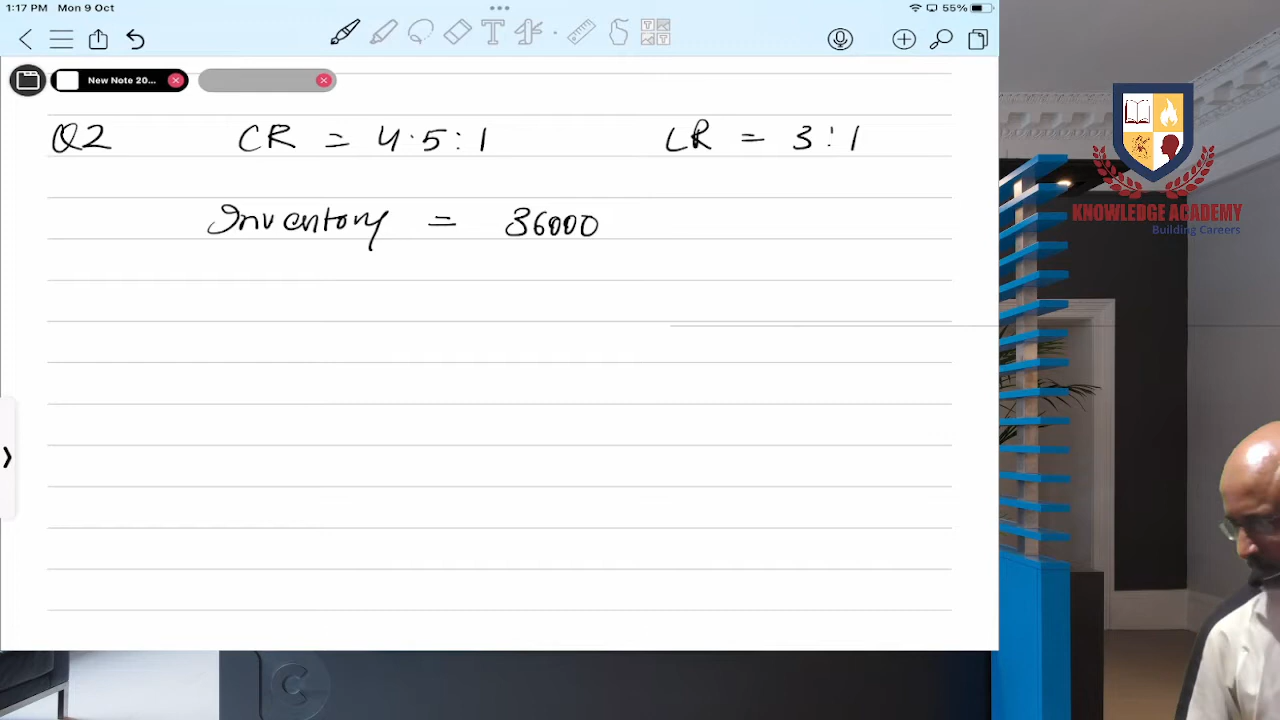 1:17 PM Mon 9 Oct
55%
New Note 20...
Q2 CR = 4.5 : 1 LR = 3 : 1
Inventory = 36000
KNOWLEDGE ACADEMY
Building Careers